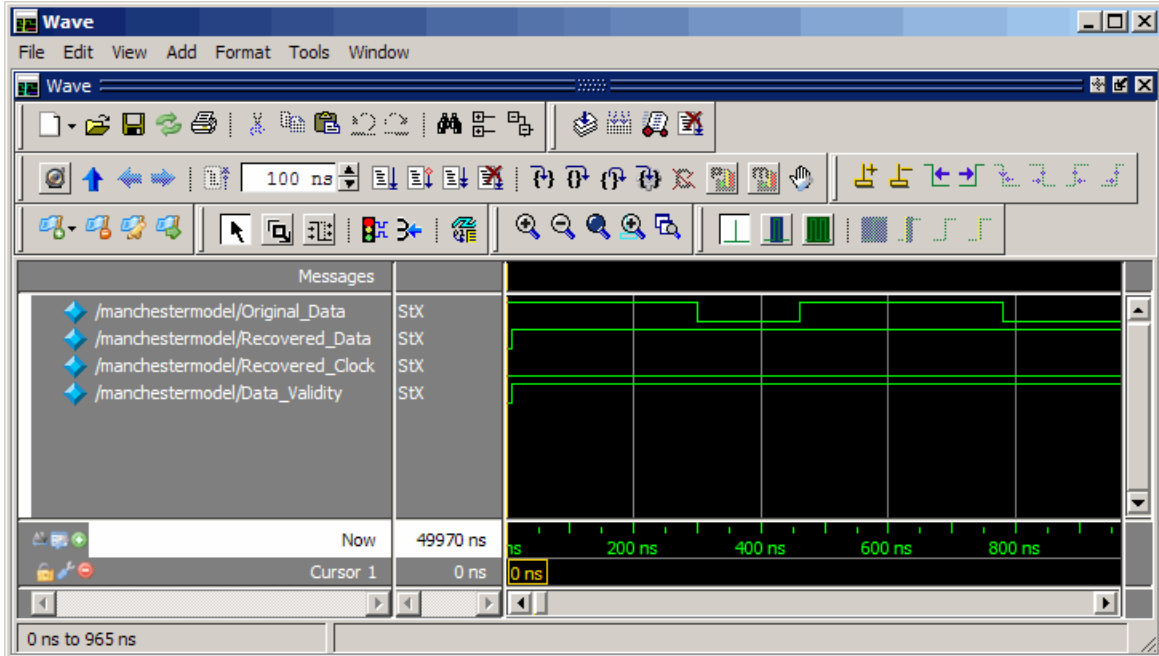 Wave
File Edit View Add Format Tools Window
Wave
100 ns
Messages
/manchestermodel/Original_Data StX
/manchestermodel/Recovered_Data StX
/manchestermodel/Recovered_Clock StX
/manchestermodel/Data_Validity StX
Now 49970 ns ns 200 ns 400 ns 600 ns 800 ns
Cursor 1 0 ns 0 ns
0 ns to 965 ns